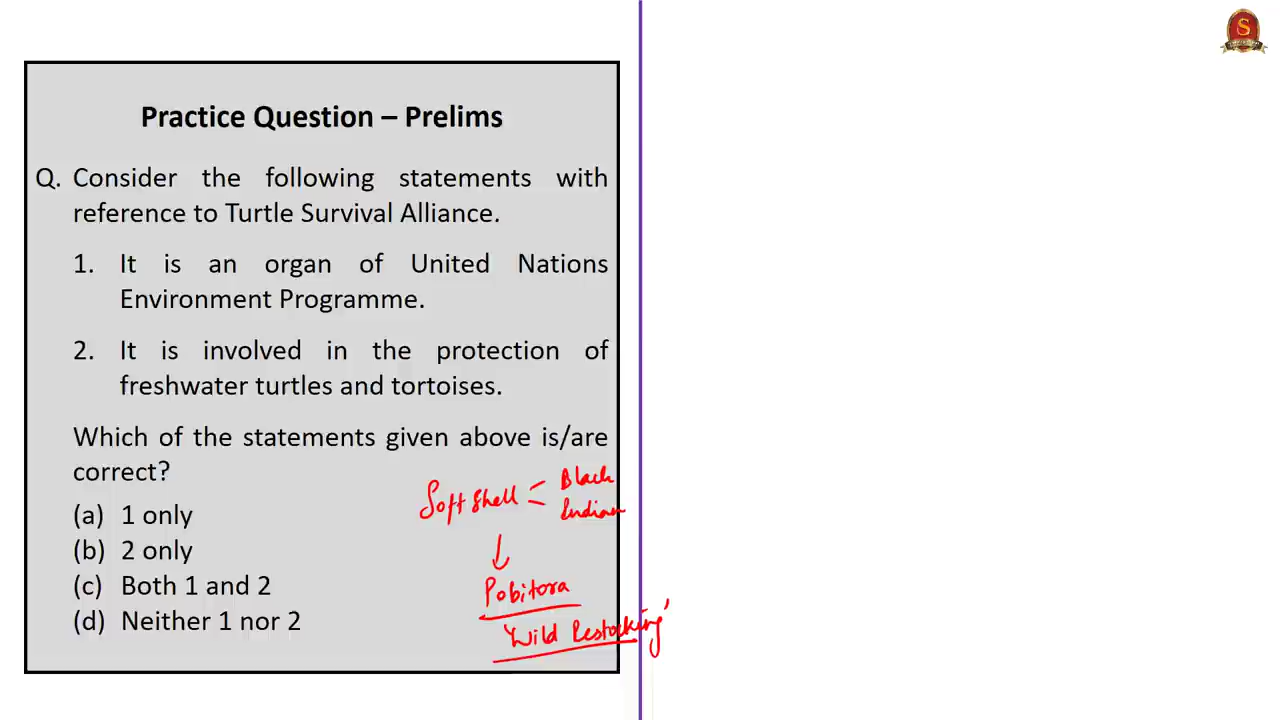 Practice Question – Prelims
Q. Consider the following statements with
reference to Turtle Survival Alliance.
1. It is an organ of United Nations
Environment Programme.
2. It is involved in the protection of
freshwater turtles and tortoises.
Which of the statements given above is/are
correct?
(a) 1 only
(b) 2 only
(c) Both 1 and 2
(d) Neither 1 nor 2
Soft Shell
Black
Indian
Pobitora
'Wild Restocking'
S